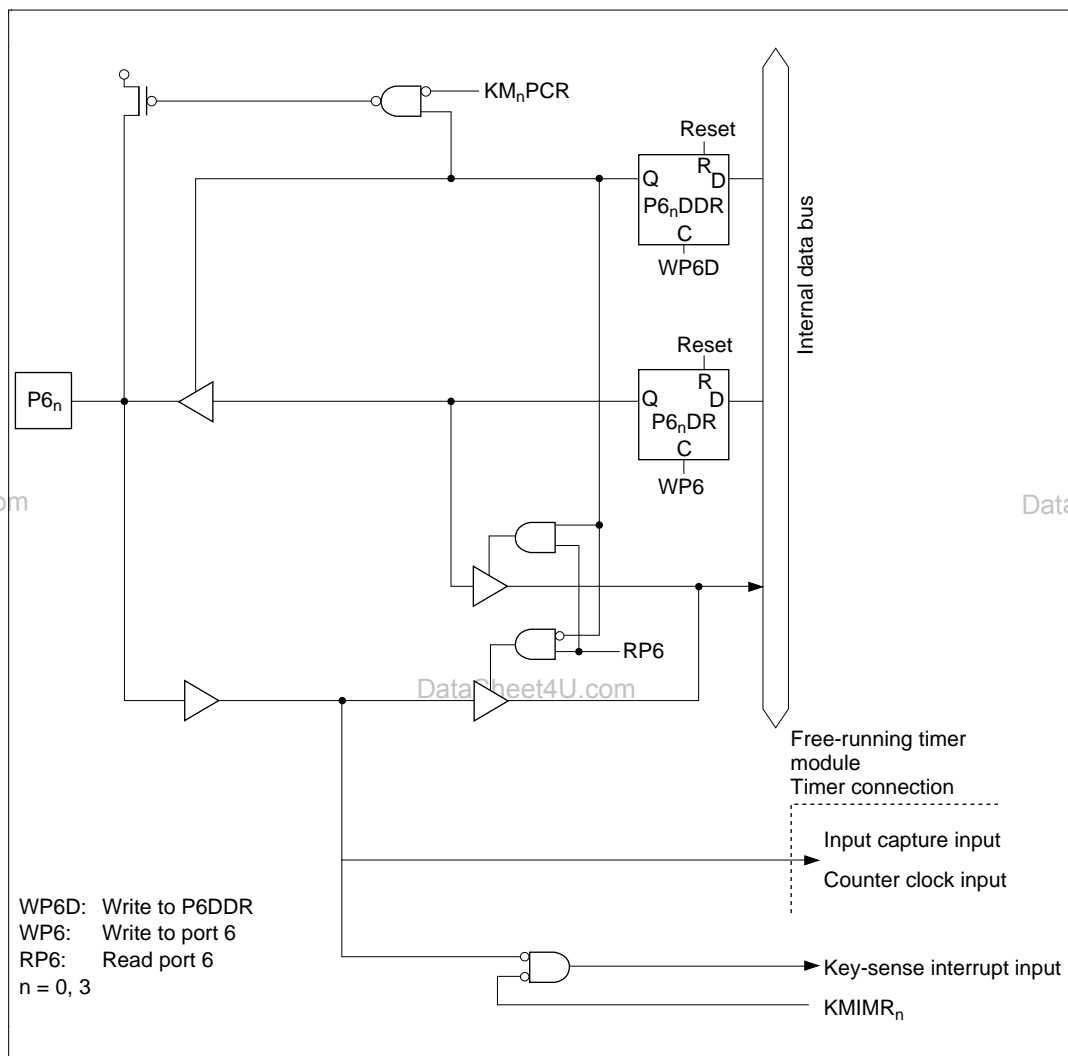 KMnPCR
Reset
R
Q
D
P6nDDR
C
WP6D
Internal data bus
Reset
R
Q
D
P6n
P6nDR
C
WP6
om
Data
RP6
DataSheet4U.com
Free-running timer
module
Timer connection
Input capture input
Counter clock input
WP6D: Write to P6DDR
WP6: Write to port 6
RP6: Read port 6
n = 0, 3
Key-sense interrupt input
KMIMRn